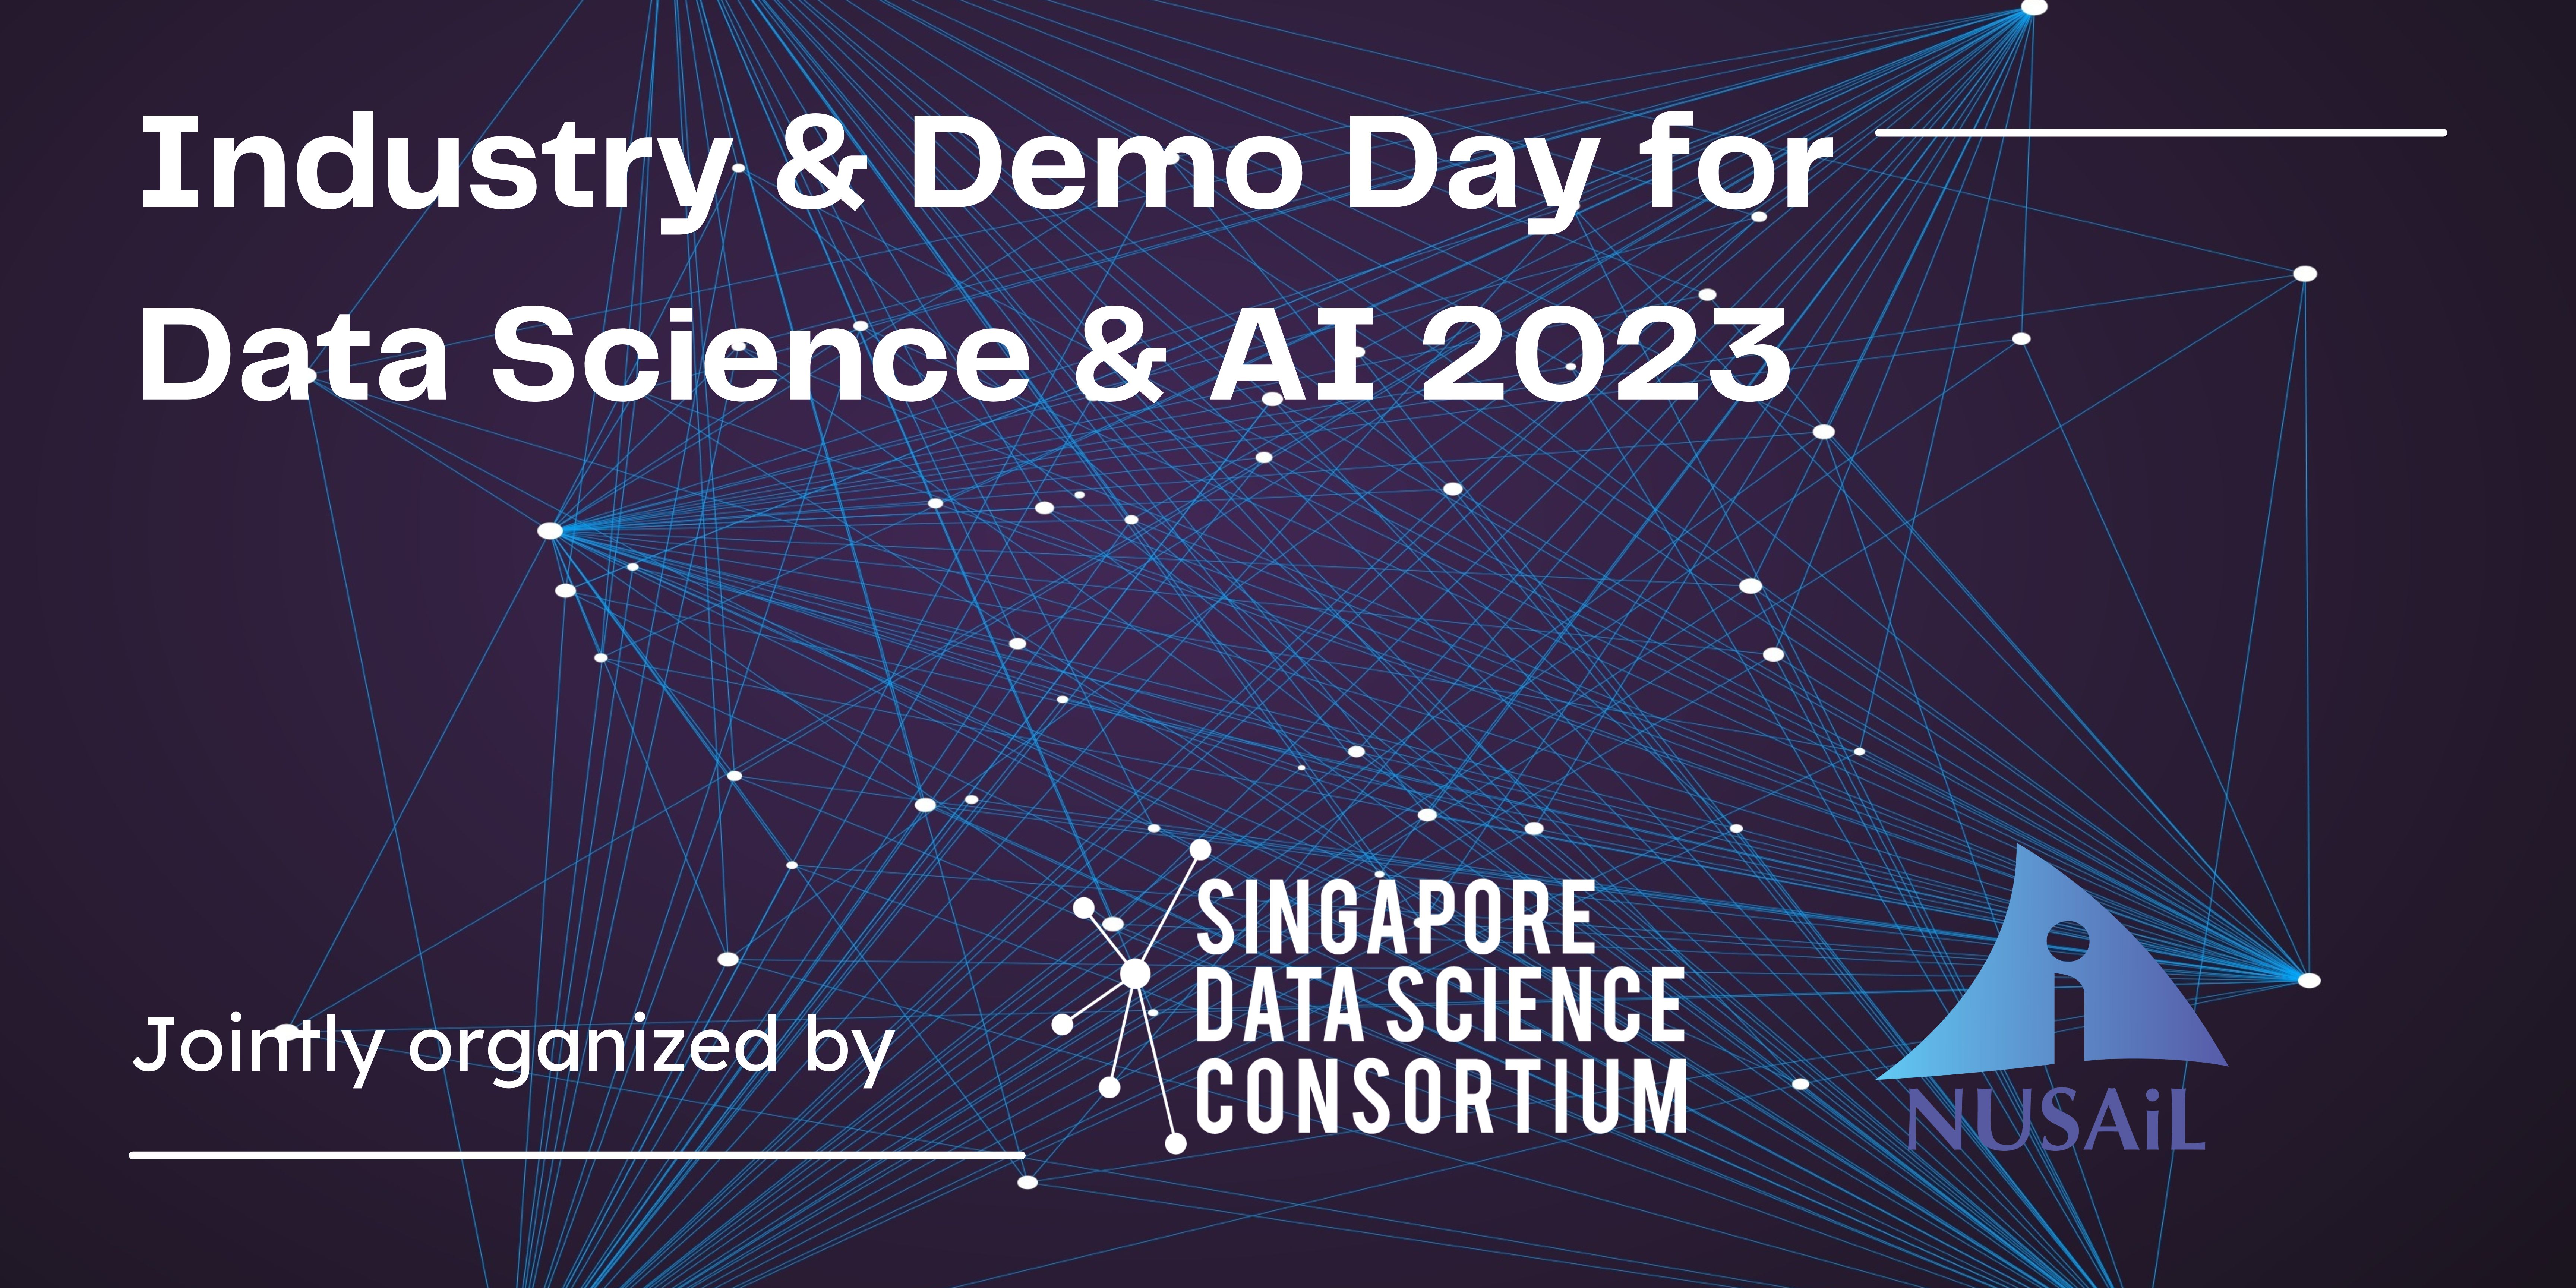 Industry & Demo Day for
Data Science & AI 2023
Jointly organized by
SINGAPORE
DATA SCIENCE
CONSORTIUM
NUSAiL